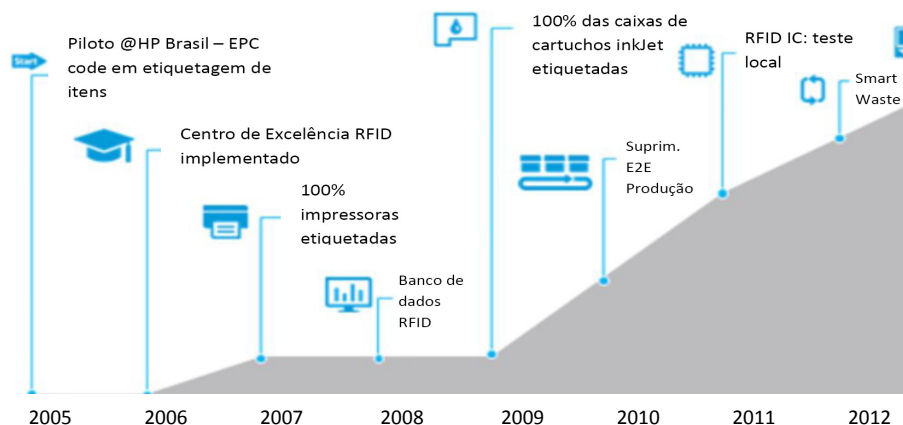 Start
Piloto @HP Brasil – EPC
code em etiquetagem de
itens
Centro de Excelência RFID
implementado
100%
impressoras
etiquetadas
Banco de
dados
RFID
100% das caixas de
cartuchos inkJet
etiquetadas
Suprim.
E2E
Produção
RFID IC: teste
local
Smart
Waste
2005 2006 2007 2008 2009 2010 2011 2012